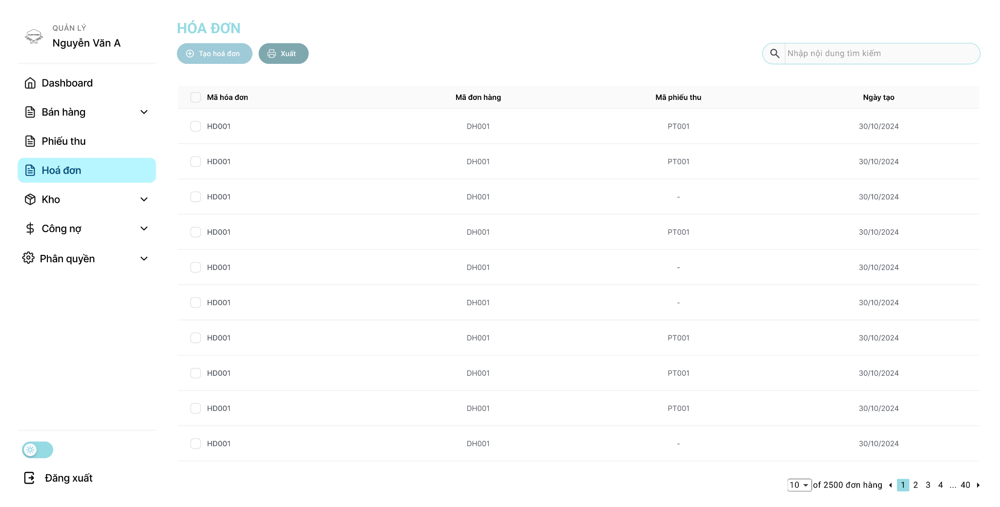 QUẢN LÝ
Nguyễn Văn A
Dashboard
Bán hàng
Phiếu thu
Hoá đơn
Kho
Công nợ
Phân quyền
Đăng xuất
HÓA ĐƠN
Tạo hoá đơn
Xuất
Nhập nội dung tìm kiếm
Mã hóa đơn Mã đơn hàng Mã phiếu thu Ngày tạo
HD001 DH001 PT001 30/10/2024
HD001 DH001 PT001 30/10/2024
HD001 DH001 - 30/10/2024
HD001 DH001 PT001 30/10/2024
HD001 DH001 - 30/10/2024
HD001 DH001 - 30/10/2024
HD001 DH001 PT001 30/10/2024
HD001 DH001 PT001 30/10/2024
HD001 DH001 PT001 30/10/2024
HD001 DH001 - 30/10/2024
10 of 2500 đơn hàng 1 2 3 4 ... 40